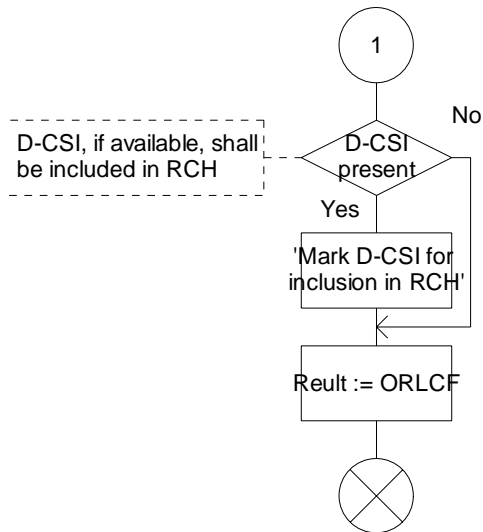 1
No
D-CSI, if available, shall
be included in RCH
D-CSI
present
Yes
'Mark D-CSI for
inclusion in RCH'
Reult := ORLCF